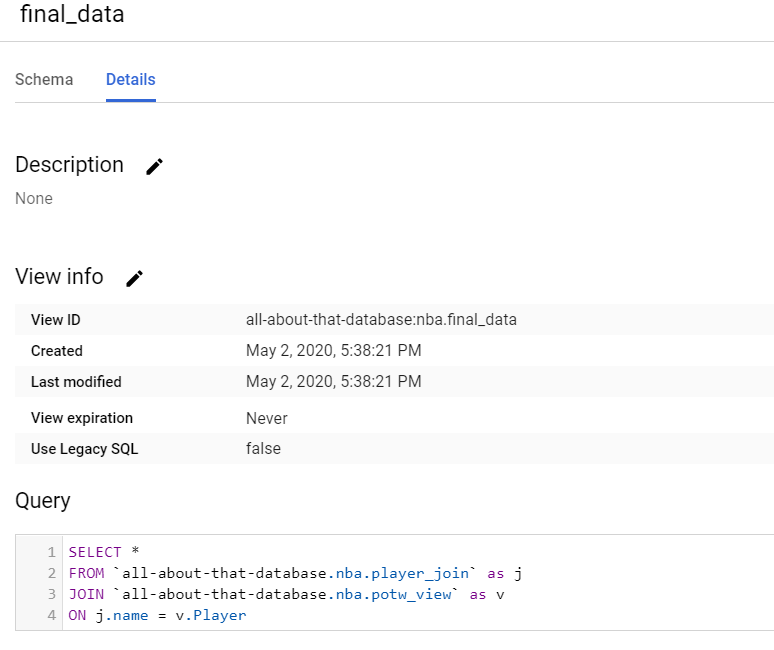 final_data
Schema Details
Description
None
View info
View ID all-about-that-database:nba.final_data
Created May 2, 2020, 5:38:21 PM
Last modified May 2, 2020, 5:38:21 PM
View expiration Never
Use Legacy SQL false
Query
1 SELECT *
2 FROM `all-about-that-database.nba.player_join` as j
3 JOIN `all-about-that-database.nba.potw_view` as v
4 ON j.name = v.Player